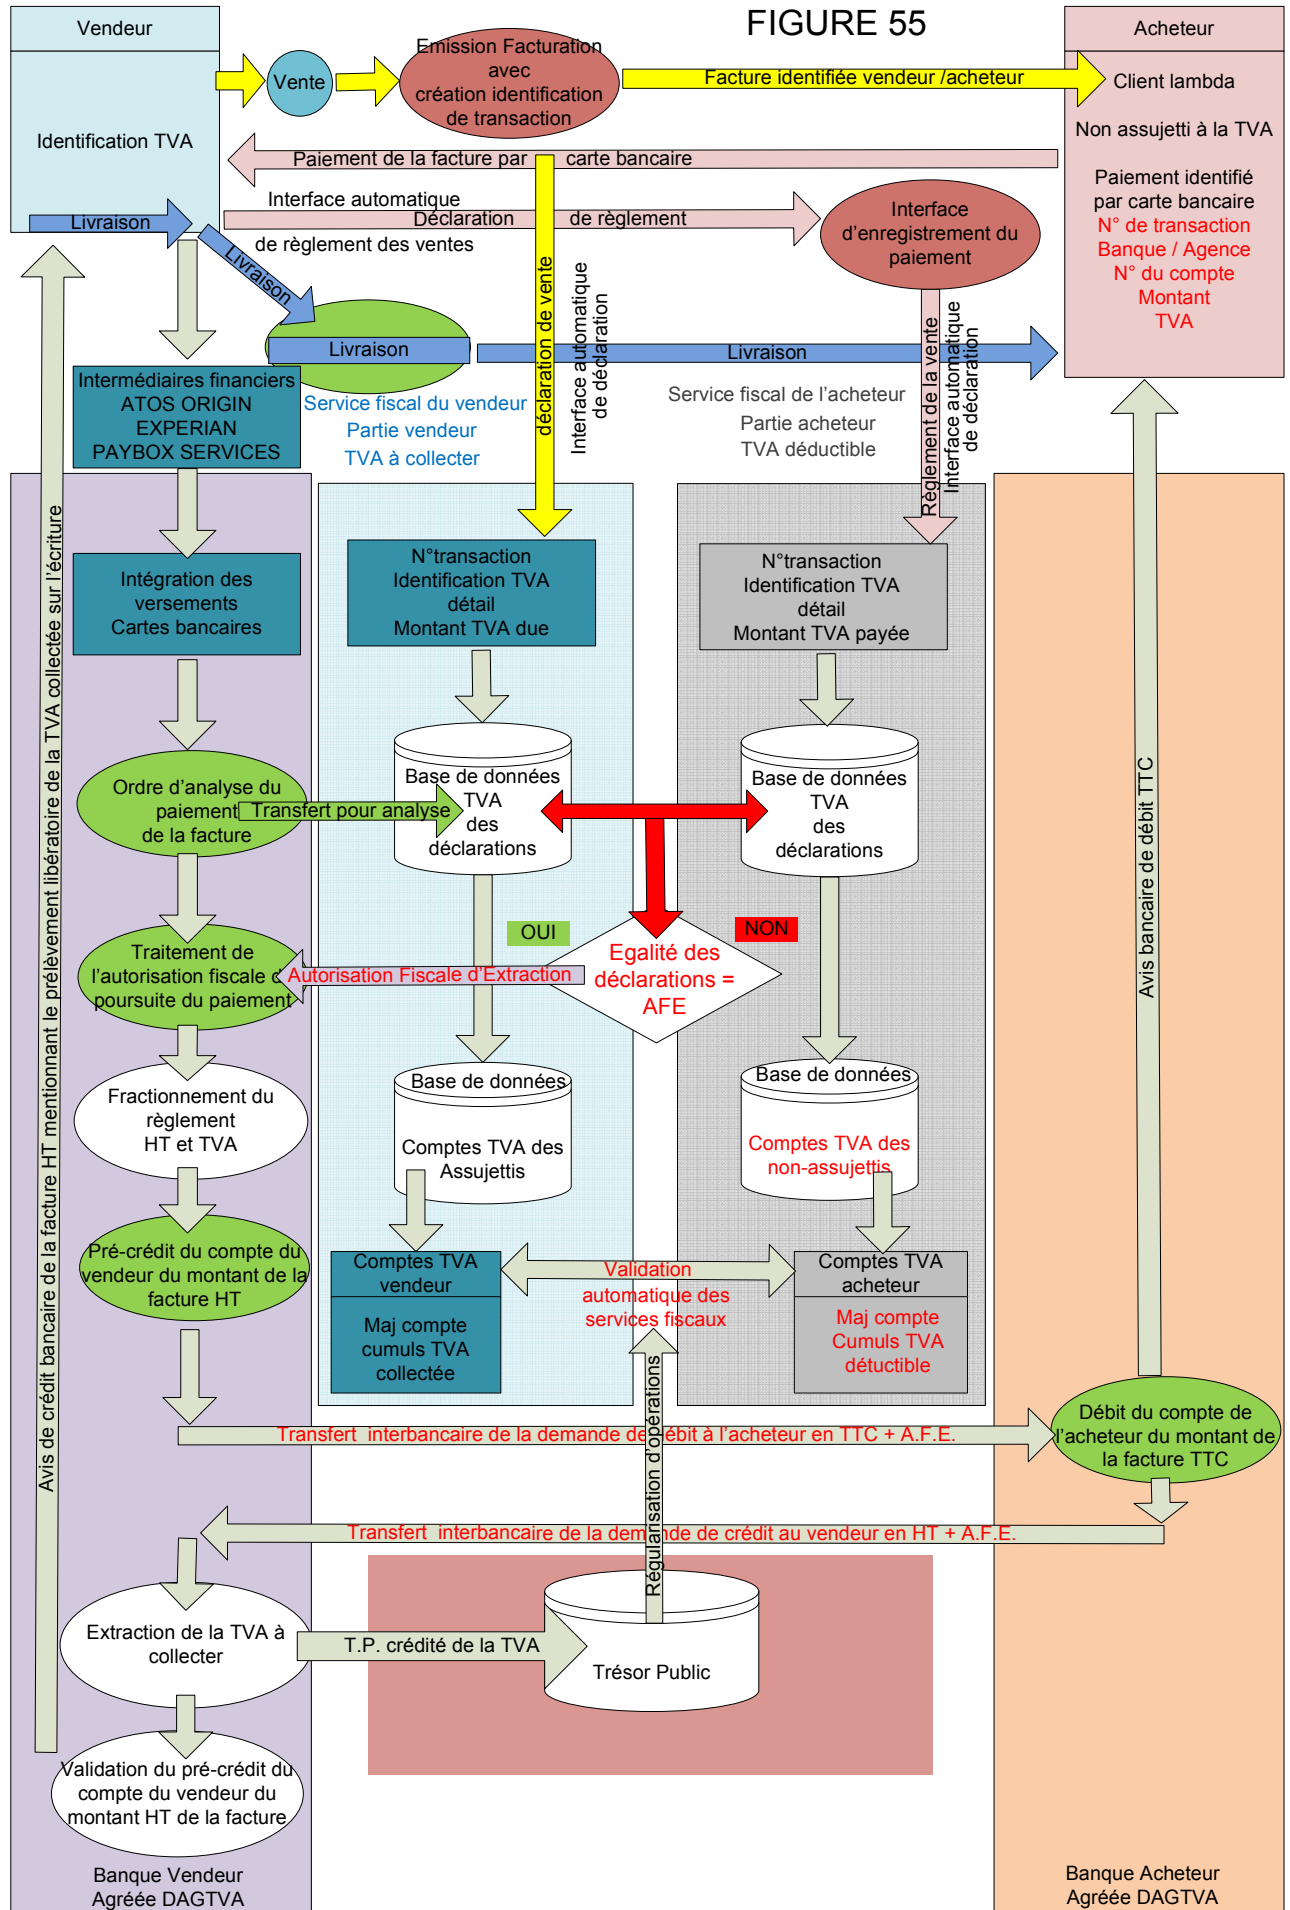 FIGURE 55
Vendeur
Identification TVA
Vente
Emission Facturation
avec
création identification
de transaction
Facture identifiée vendeur /acheteur
Acheteur
Client lambda
Non assujetti à la TVA
Paiement identifié
par carte bancaire
N° de transaction
Banque / Agence
N° du compte
Montant
TVA
Paiement de la facture par carte bancaire
Interface automatique
Déclaration de règlement
de règlement des ventes
Interface
d’enregistrement du
paiement
Livraison
Livraison
Livraison
Livraison
déclaration de vente
Interface automatique
de déclaration
Règlement de la vente
Interface automatique
de déclaration
Intermédiaires financiers
ATOS ORIGIN
EXPERIAN
PAYBOX SERVICES
Service fiscal du vendeur
Partie vendeur
TVA à collecter
Service fiscal de l’acheteur
Partie acheteur
TVA déductible
Intégration des
versements
Cartes bancaires
N°transaction
Identification TVA
détail
Montant TVA due
N°transaction
Identification TVA
détail
Montant TVA payée
Ordre d’analyse du
paiement
de la facture
Transfert pour analyse
Base de données
TVA
des
déclarations
Base de données
TVA
des
déclarations
OUI
NON
Egalité des
déclarations =
AFE
Autorisation Fiscale d’Extraction
Traitement de
l’autorisation fiscale d
poursuite du paiement
Fractionnement du
règlement
HT et TVA
Base de données
Comptes TVA des
Assujettis
Base de données
Comptes TVA des
non-assujettis
Pré-crédit du compte du
vendeur du montant de la
facture HT
Comptes TVA
vendeur
Maj compte
cumuls TVA
collectée
Validation
automatique des
services fiscaux
Comptes TVA
acheteur
Maj compte
Cumuls TVA
détuctible
Transfert interbancaire de la demande de débit à l’acheteur en TTC + A.F.E.
Débit du compte de
l’acheteur du montant de
la facture TTC
Avis bancaire de débit TTC
Transfert interbancaire de la demande de crédit au vendeur en HT + A.F.E.
Régularisation d’opérations
Extraction de la TVA à
collecter
T.P. crédité de la TVA
Trésor Public
Validation du pré-crédit du
compte du vendeur du
montant HT de la facture
Avis de crédit bancaire de la facture HT mentionnant le prélèvement libératoire de la TVA collectée sur l’écriture
Banque Vendeur
Agréée DAGTVA
Banque Acheteur
Agréée DAGTVA